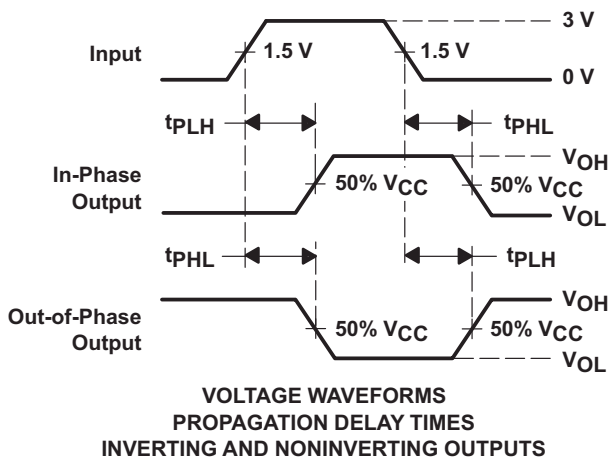 3 V
Input
1.5 V
1.5 V
0 V
tPLH
tPHL
In-Phase
Output
VOH
50% VCC
50% VCC
VOL
tPHL
tPLH
Out-of-Phase
Output
VOH
50% VCC
50% VCC
VOL
VOLTAGE WAVEFORMS
PROPAGATION DELAY TIMES
INVERTING AND NONINVERTING OUTPUTS